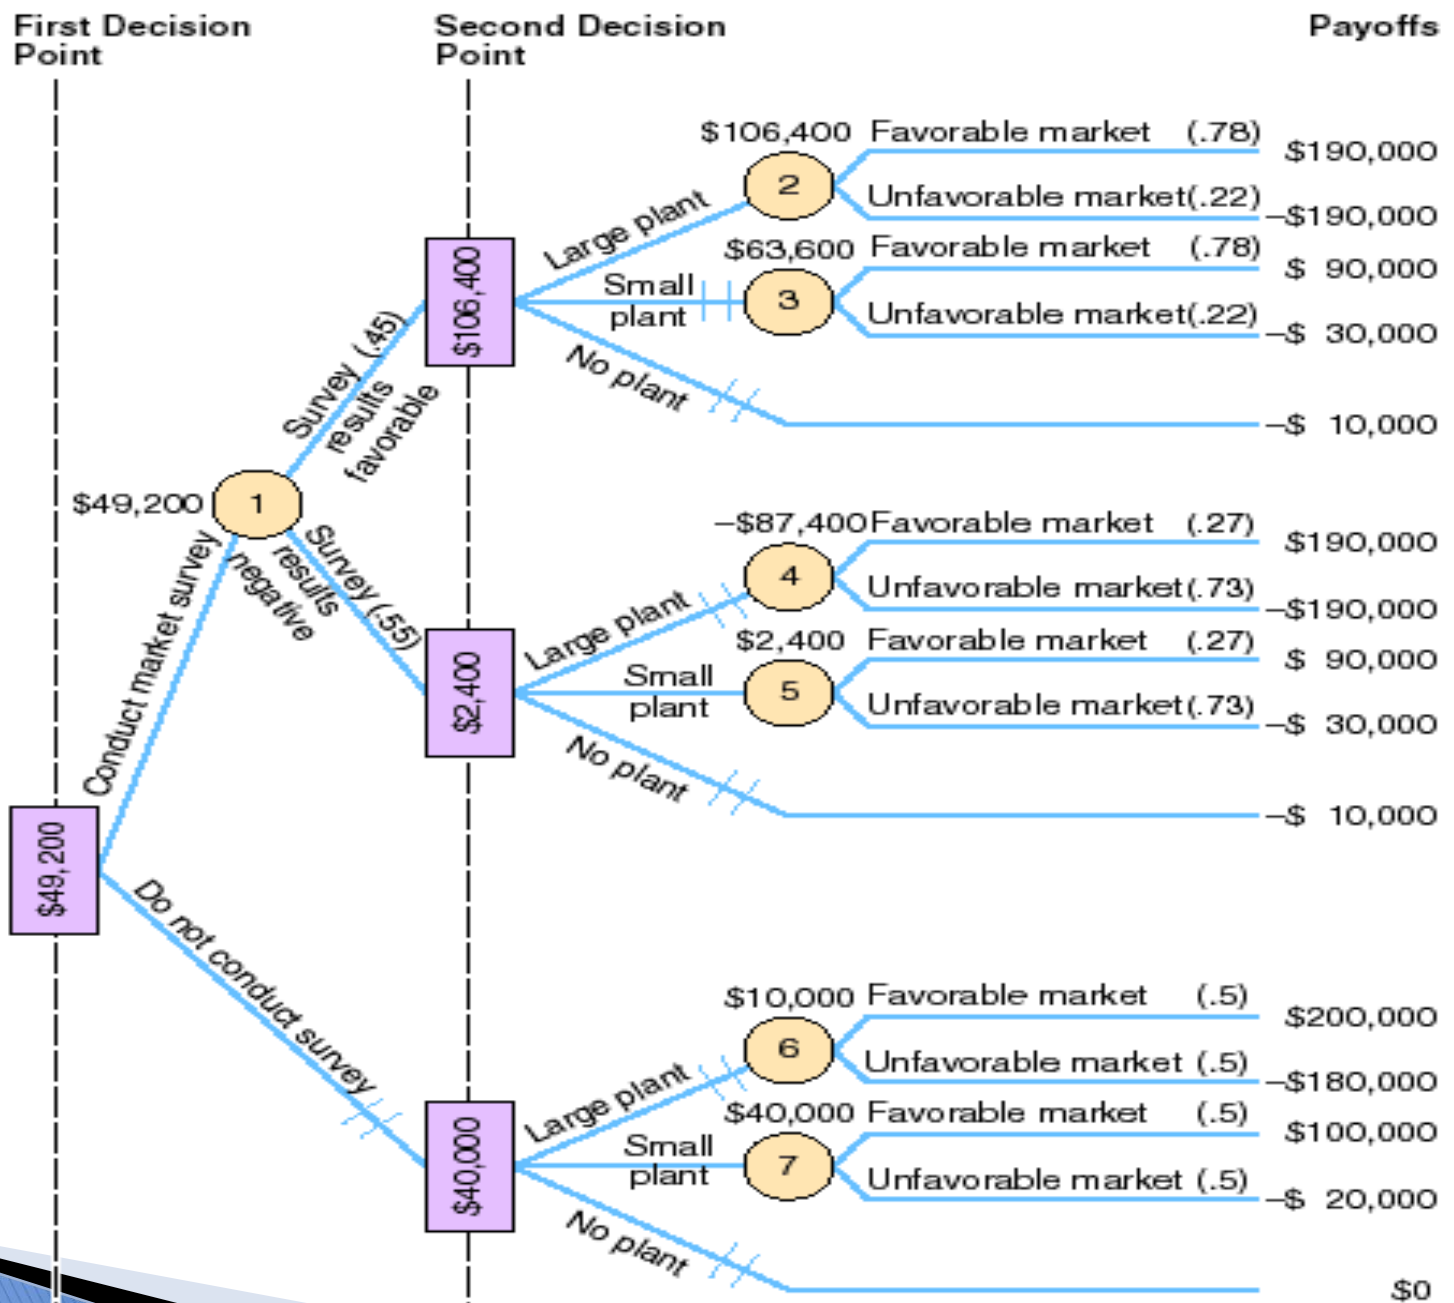 First Decision Point
Second Decision Point
Payoffs
$106,400 Favorable market (.78) $190,000
2
Unfavorable market(.22) –$190,000
Large plant
$63,600 Favorable market (.78) $ 90,000
Small plant
3
Unfavorable market(.22) –$ 30,000
$106,400
No plant
–$ 10,000
Survey (.45) results favorable
$49,200 1
Survey (.55) results negative
Conduct market survey
–$87,400 Favorable market (.27) $190,000
4
Unfavorable market(.73) –$190,000
Large plant
$2,400 Favorable market (.27) $ 90,000
Small plant
5
Unfavorable market(.73) –$ 30,000
$2,400
No plant
–$ 10,000
$49,200
Do not conduct survey
$10,000 Favorable market (.5) $200,000
6
Unfavorable market (.5) –$180,000
Large plant
$40,000 Favorable market (.5) $100,000
Small plant
7
Unfavorable market (.5) –$ 20,000
$40,000
No plant
$0